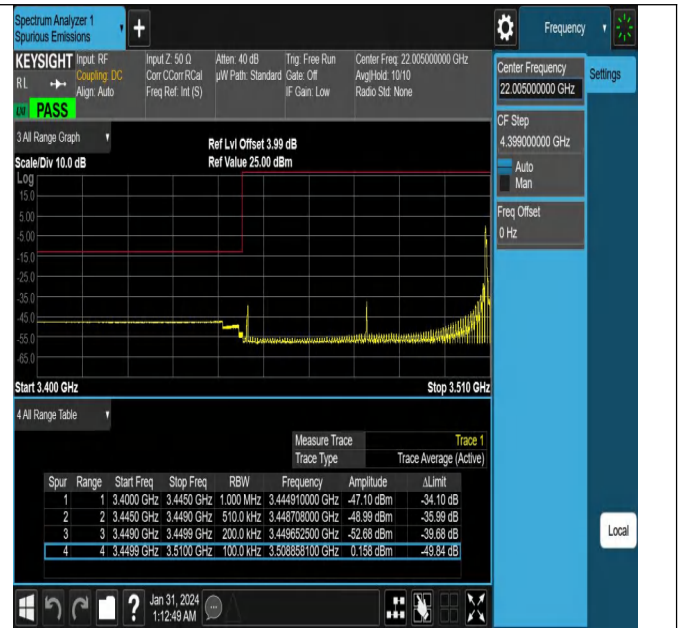 Spectrum Analyzer 1
Spurious Emissions
+
Frequency
KEYSIGHT
RL
Input: RF
Coupling: DC
Align: Auto
Input Z: 50 Ω
Corr CCorr RCal
Freq Ref: Int (S)
Atten: 40 dB
µW Path: Standard
Trig: Free Run
Gate: Off
IF Gain: Low
Center Freq: 22.005000000 GHz
Avg|Hold: 10/10
Radio Std: None
LNI PASS
Center Frequency
22.005000000 GHz
Settings
CF Step
4.399000000 GHz
Auto
Man
Freq Offset
0 Hz
3 All Range Graph
Ref Lvl Offset 3.99 dB
Scale/Div 10.0 dB
Ref Value 25.00 dBm
Log
15.0
5.00
-5.00
-15.0
-25.0
-35.0
-45.0
-55.0
-65.0
Start 3.400 GHz
Stop 3.510 GHz
4 All Range Table
Measure Trace Trace 1
Trace Type Trace Average (Active)
Spur Range Start Freq Stop Freq RBW Frequency Amplitude ΔLimit
1 1 3.4000 GHz 3.4450 GHz 1.000 MHz 3.444910000 GHz -47.10 dBm -34.10 dB
2 2 3.4450 GHz 3.4490 GHz 510.0 kHz 3.448708000 GHz -48.99 dBm -35.99 dB
3 3 3.4490 GHz 3.4499 GHz 200.0 kHz 3.449652500 GHz -52.68 dBm -39.68 dB
4 4 3.4499 GHz 3.5100 GHz 100.0 kHz 3.508858100 GHz 0.158 dBm -49.84 dB
Local
?
Jan 31, 2024
1:12:49 AM